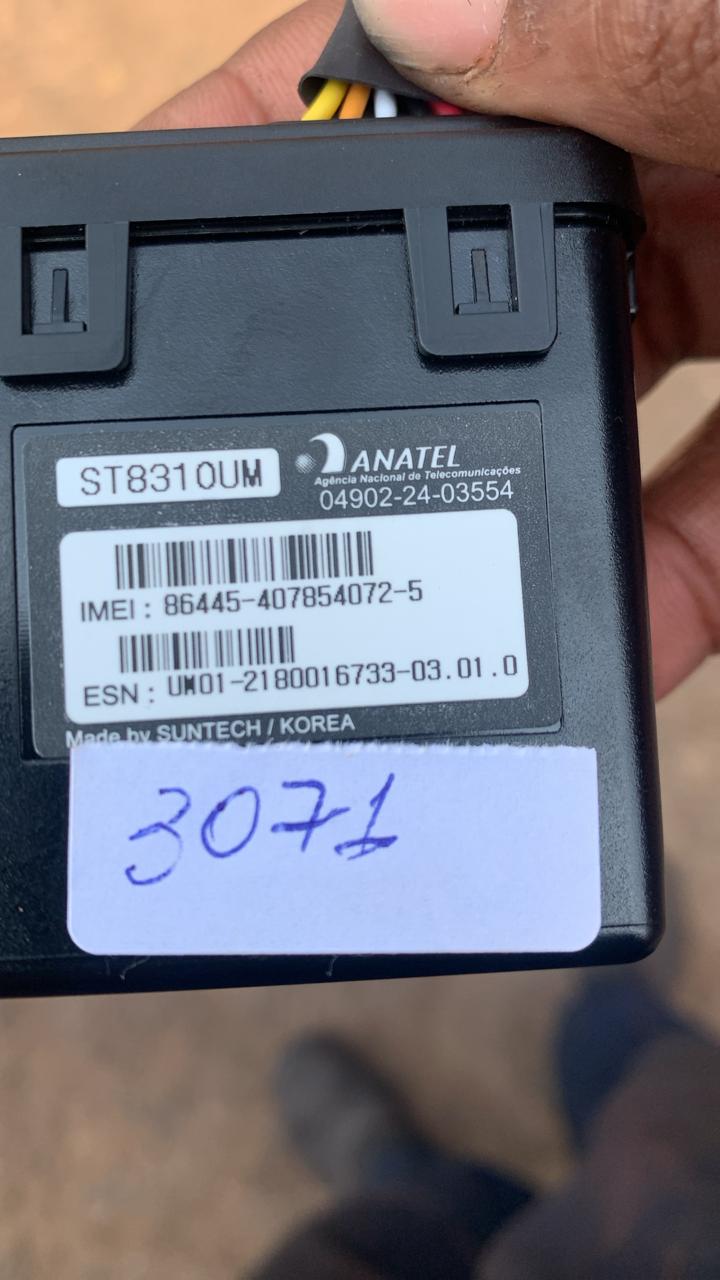 ST8310UM
ANATEL
Agência Nacional de Telecomunicações
04902-24-03554
IMEI : 86445-407854072-5
ESN : UM01-2180016733-03.01.0
Made by SUNTECH / KOREA
3071